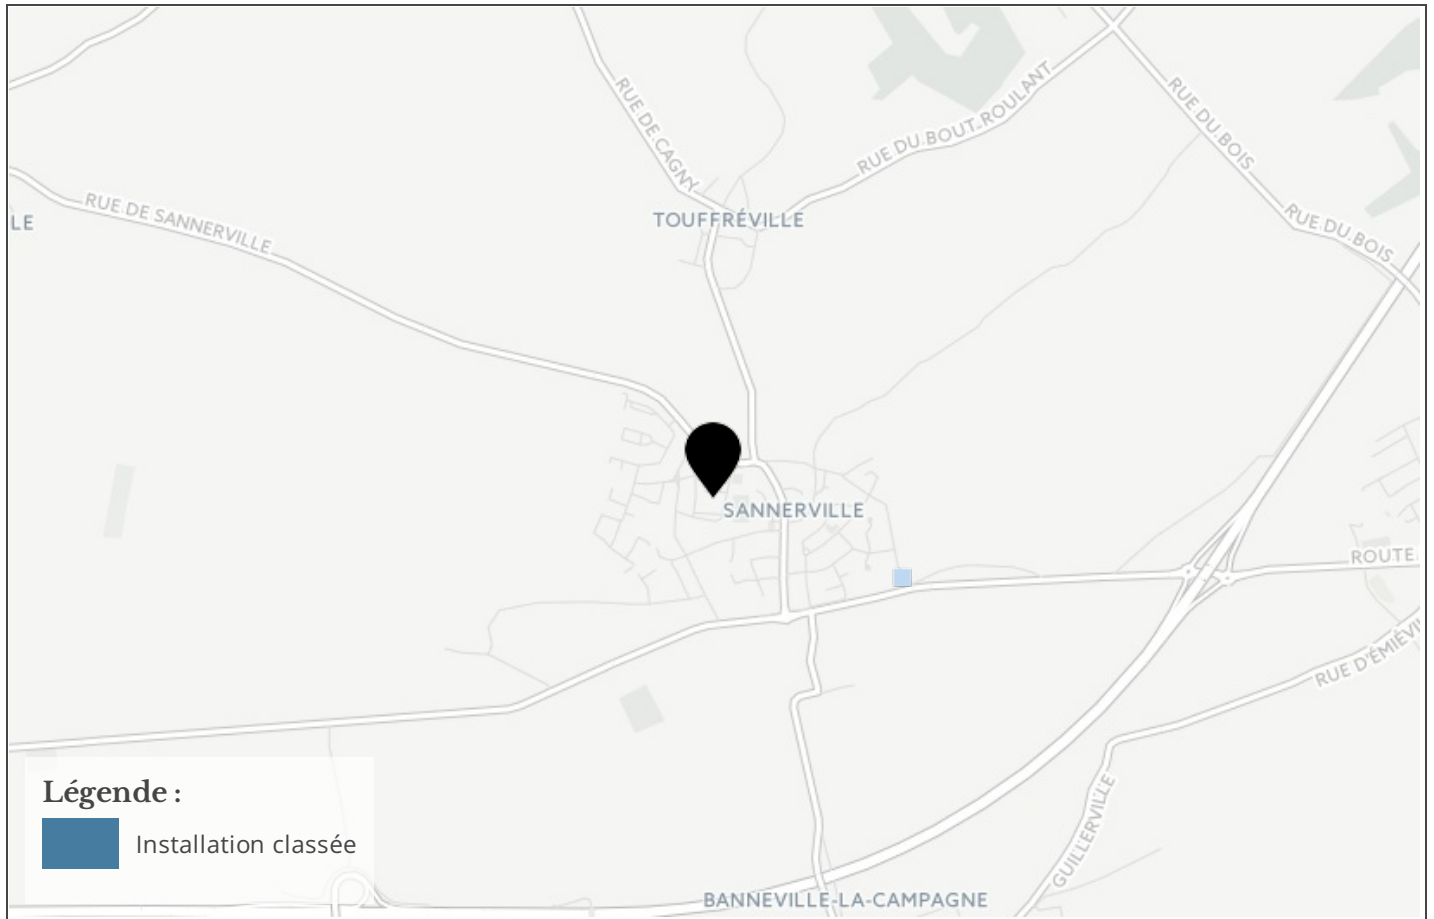 RUE DE CAGNY
RUE DU BOUT-ROULANT
RUE DU BOIS
RUE DE SANNERVILLE
LE
TOUFFRÉVILLE
RUE DU BOIS
SANNERVILLE
ROUTE
RUE D'ÉMIÉVI
Légende :
Installation classée
GUILLERVILLE
BANNEVILLE-LA-CAMPAGNE